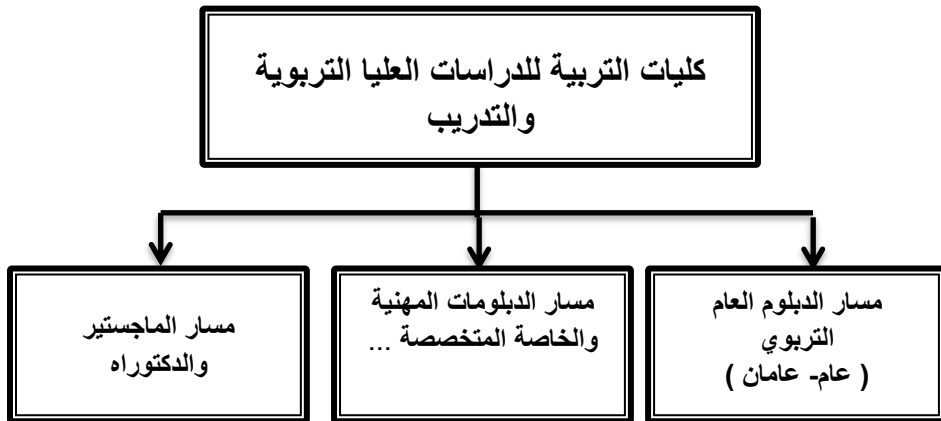 كليات التربية للدراسات العليا التربوية
والتدريب
مسار الدبلوم العام
التربوي
( عام- عامان )
مسار الدبلومات المهنية
والخاصة المتخصصة ...
مسار الماجستير
والدكتوراه